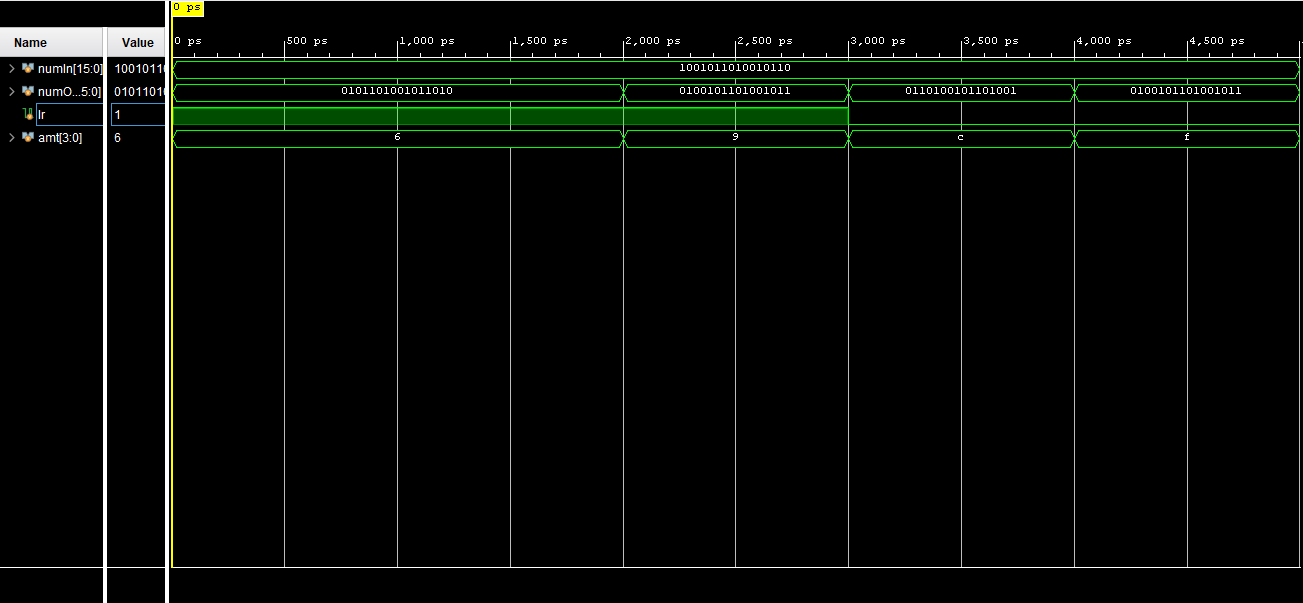 0 ps
Name Value 0 ps 500 ps 1,000 ps 1,500 ps 2,000 ps 2,500 ps 3,000 ps 3,500 ps 4,000 ps 4,500 ps
numIn[15:0] 10010110 1001011010010110
numO...5:0] 01011010 0101101001011010 0100101101001011 0110100101101001 0100101101001011
lr 1
amt[3:0] 6 6 9 c f